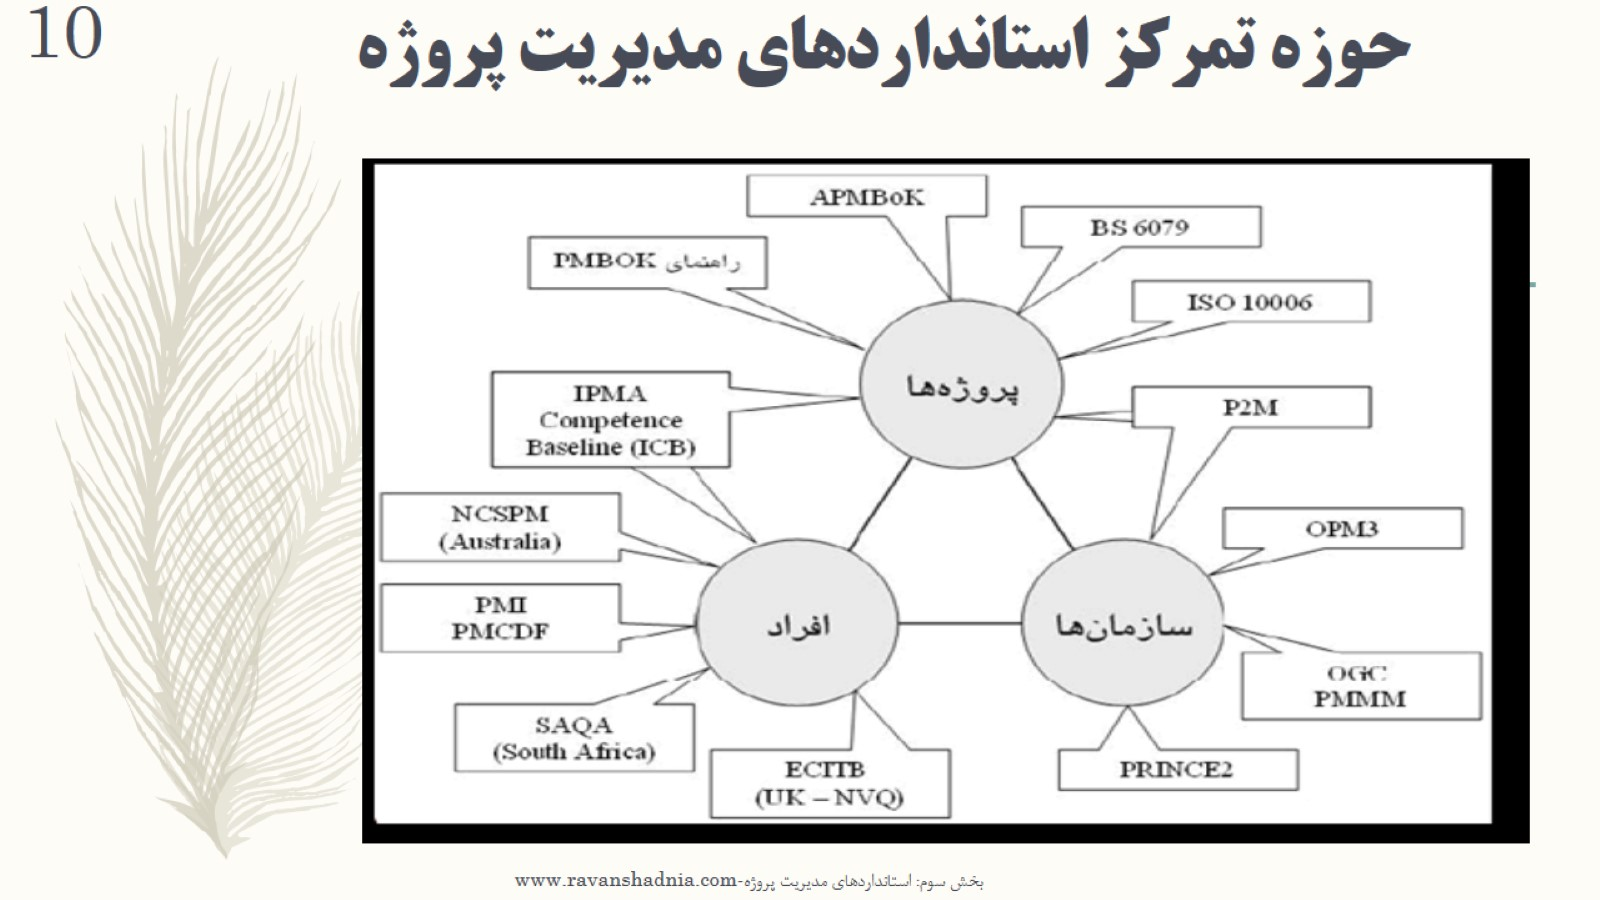 10
حوزه تمرکز استانداردهای مدیریت پروژه
APMBoK
BS 6079
راهنمای PMBOK
ISO 10006
پروژه‌ها
IPMA
Competence
Baseline (ICB)
P2M
NCSPM
(Australia)
OPM3
PMI
PMCDF
افراد
سازمان‌ها
OGC
PMMM
SAQA
(South Africa)
ECITB
(UK – NVQ)
PRINCE2
بخش سوم: استانداردهای مدیریت پروژه-www.ravanshadnia.com